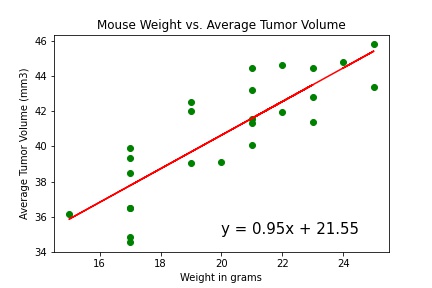 Mouse Weight vs. Average Tumor Volume
46
44
42
40
38
36
34
Average Tumor Volume (mm3)
y = 0.95x + 21.55
16 18 20 22 24
Weight in grams